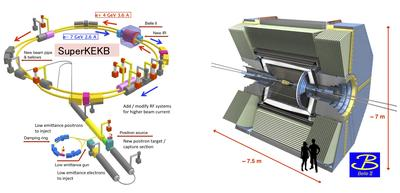 e+ 4 GeV 3.6 A
Belle II
New IR
e- 7 GeV 2.6 A
SuperKEKB
New beam pipe
& bellows
Add / modify RF systems
for higher beam current
Low emittance positrons
to inject
Damping ring
Positron source
New positron target /
capture section
Low emittance gun
Low emittance electrons
to inject
~ 7 m
~ 7.5 m
B
Belle II